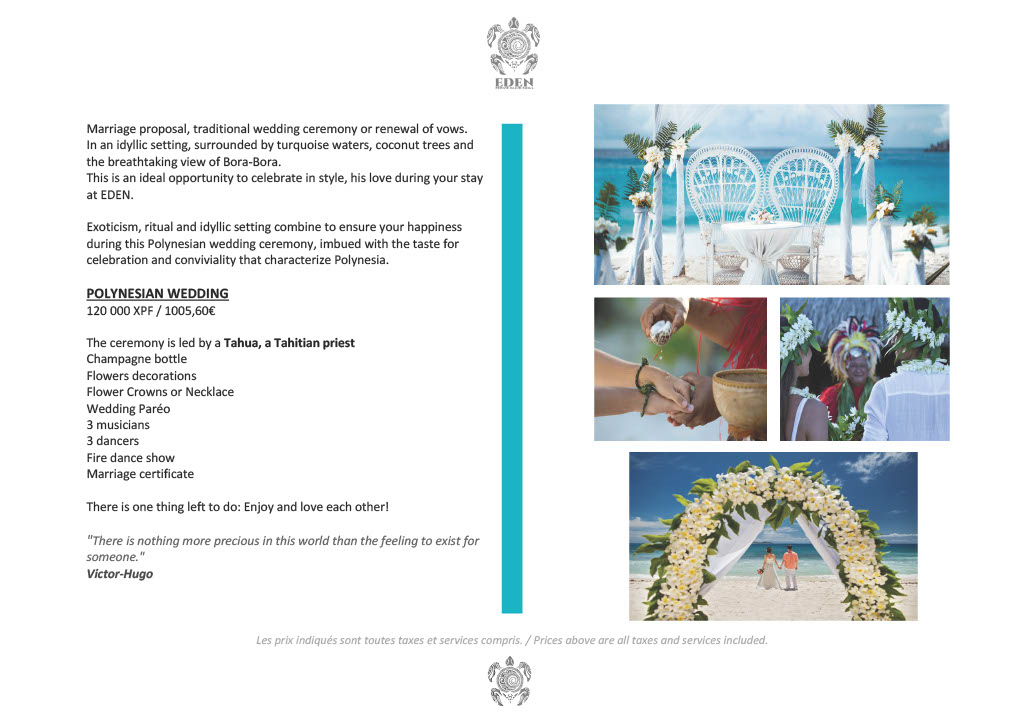 EDEN
Marriage proposal, traditional wedding ceremony or renewal of vows.
In an idyllic setting, surrounded by turquoise waters, coconut trees and
the breathtaking view of Bora-Bora.
This is an ideal opportunity to celebrate in style, his love during your stay
at EDEN.
Exoticism, ritual and idyllic setting combine to ensure your happiness
during this Polynesian wedding ceremony, imbued with the taste for
celebration and conviviality that characterize Polynesia.
POLYNESIAN WEDDING
120 000 XPF / 1005,60€
The ceremony is led by a Tahua, a Tahitian priest
Champagne bottle
Flowers decorations
Flower Crowns or Necklace
Wedding Paréo
3 musicians
3 dancers
Fire dance show
Marriage certificate
There is one thing left to do: Enjoy and love each other!
"There is nothing more precious in this world than the feeling to exist for
someone."
Victor-Hugo
Les prix indiqués sont toutes taxes et services compris. / Prices above are all taxes and services included.